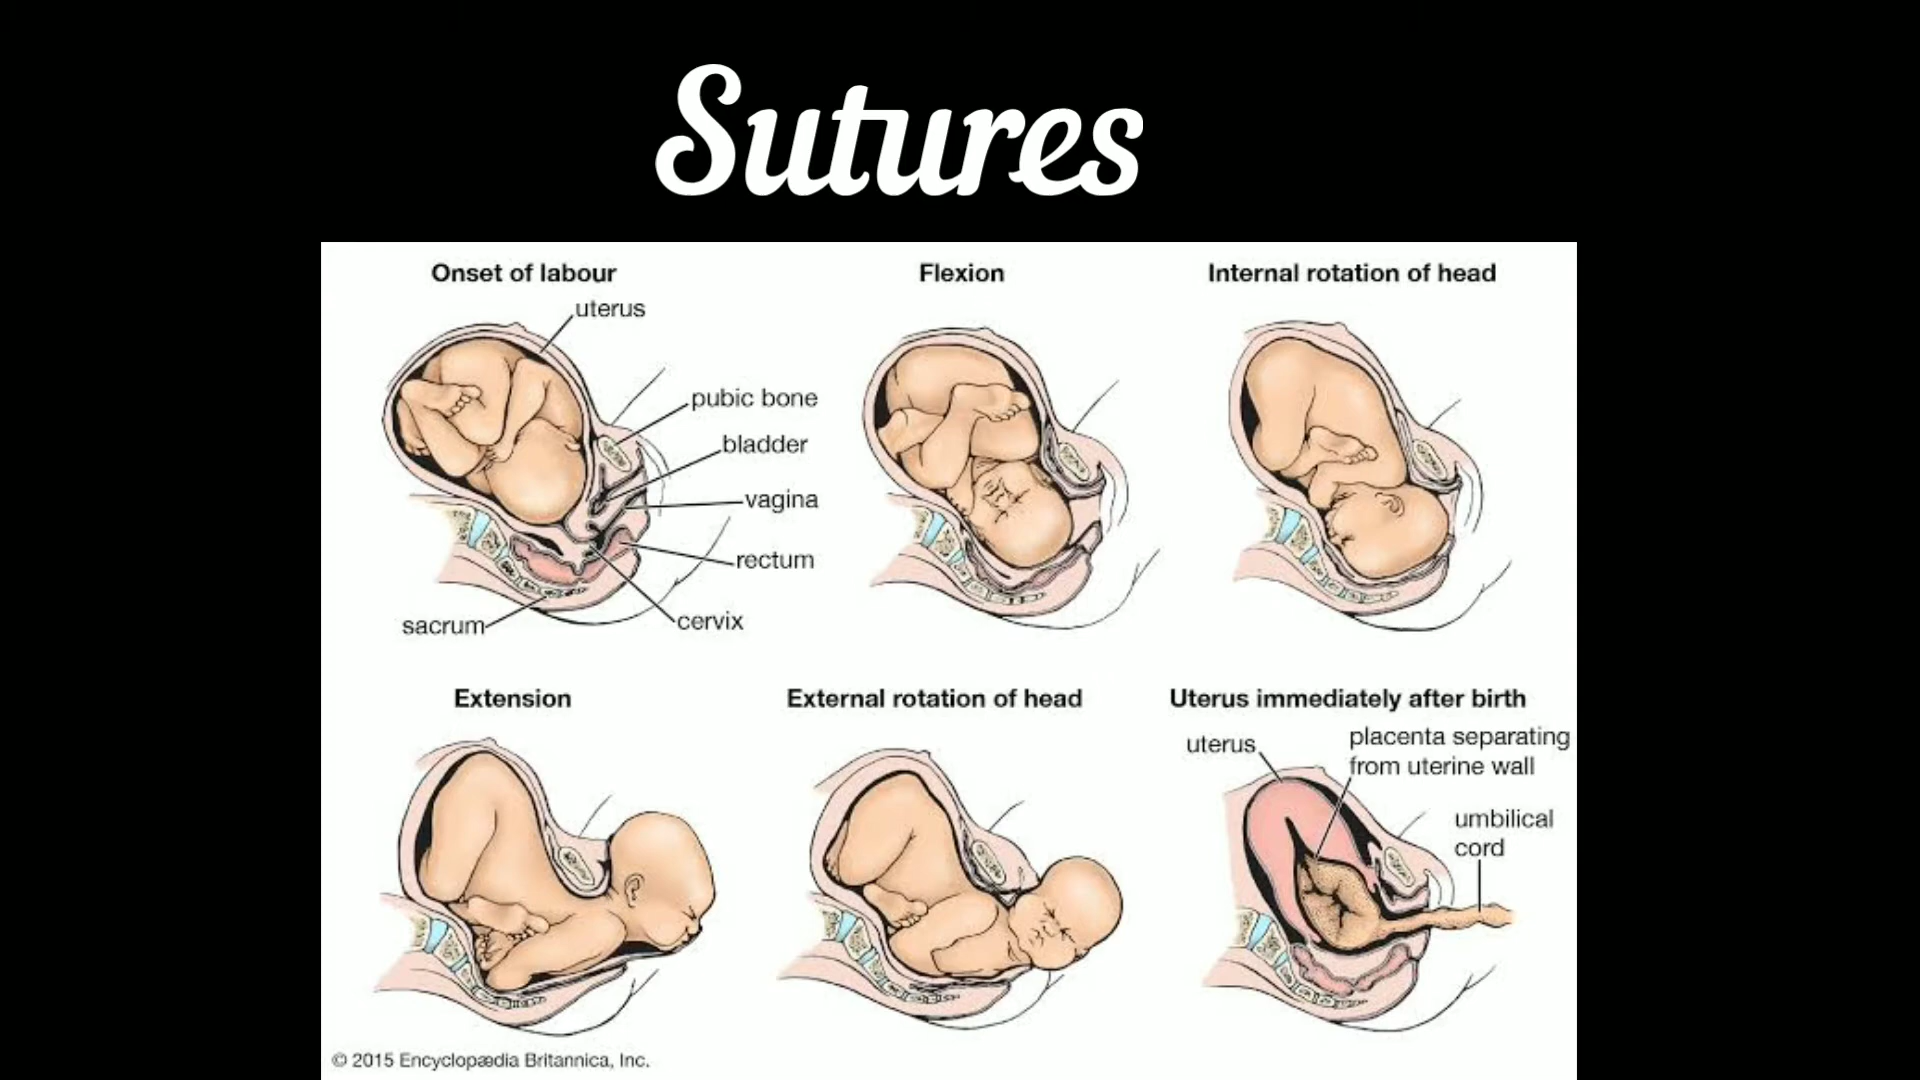 Sutures
Onset of labour
uterus
pubic bone
bladder
vagina
rectum
cervix
sacrum
Flexion
Internal rotation of head
Extension
External rotation of head
Uterus immediately after birth
uterus
placenta separating
from uterine wall
umbilical
cord
© 2015 Encyclopædia Britannica, Inc.